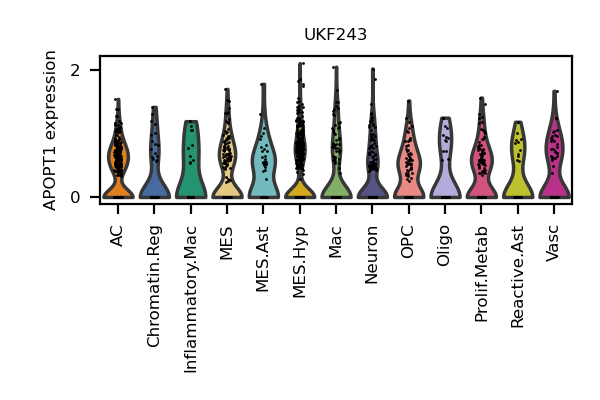 UKF243
APOPT1 expression
2
0
AC
Chromatin.Reg
Inflammatory.Mac
MES
MES.Ast
MES.Hyp
Mac
Neuron
OPC
Oligo
Prolif.Metab
Reactive.Ast
Vasc